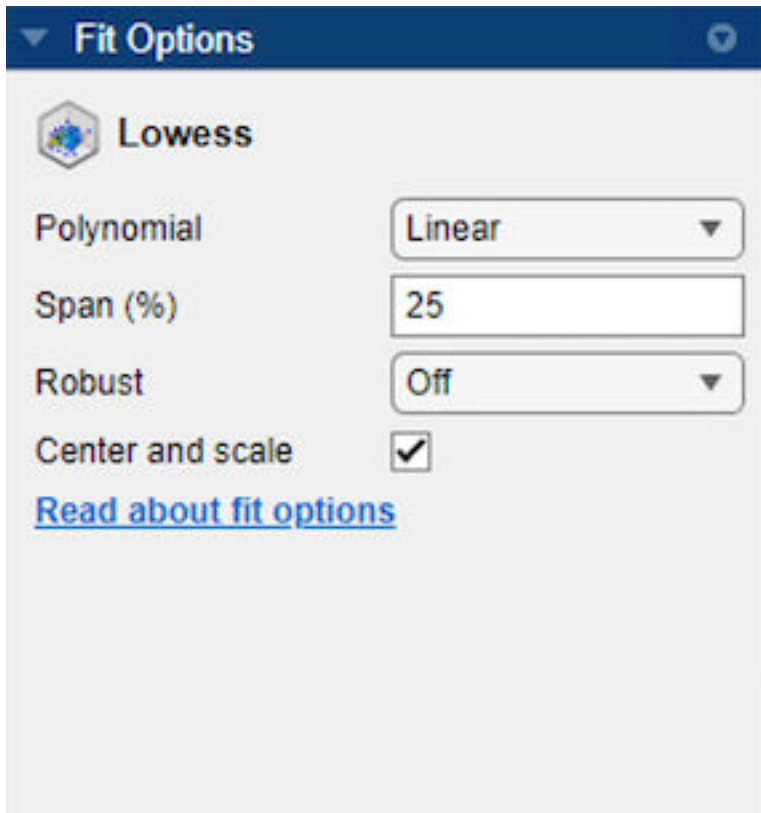 Fit Options
Lowess
Polynomial Linear
Span (%) 25
Robust Off
Center and scale
Read about fit options